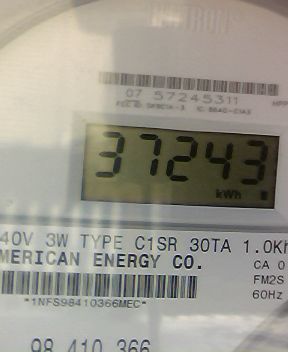 07 57245311
37243
kWh
40V 3W TYPE C1SR 30TA 1.0Kh
MERICAN ENERGY CO.
CA 0
FM2S
60Hz
*1NFS98410366MEC*
98 410 366